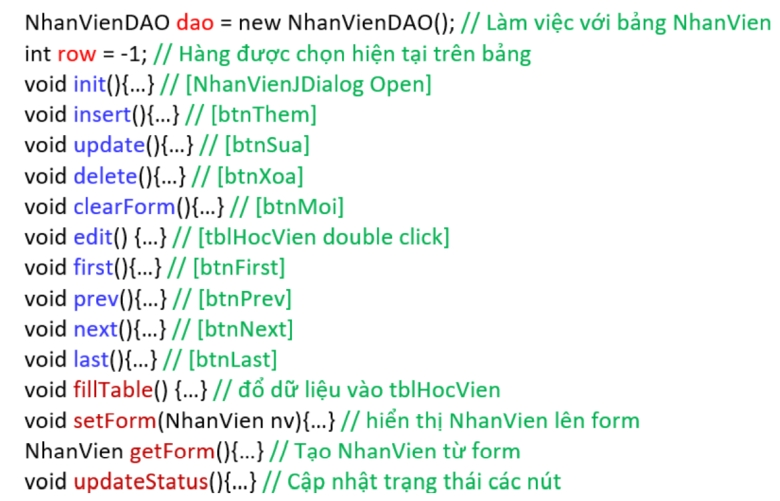 NhanVienDAO dao = new NhanVienDAO(); // Làm việc với bảng NhanVien
int row = -1; // Hàng được chọn hiện tại trên bảng
void init(){...} // [NhanVienJDialog Open]
void insert(){...} // [btnThem]
void update(){...} // [btnSua]
void delete(){...} // [btnXoa]
void clearForm(){...} // [btnMoi]
void edit() {...} // [tblHocVien double click]
void first(){...} // [btnFirst]
void prev(){...} // [btnPrev]
void next(){...} // [btnNext]
void last(){...} // [btnLast]
void fillTable() {...} // đổ dữ liệu vào tblHocVien
void setForm(NhanVien nv){...} // hiển thị NhanVien lên form
NhanVien getForm(){...} // Tạo NhanVien từ form
void updateStatus(){...} // Cập nhật trạng thái các nút